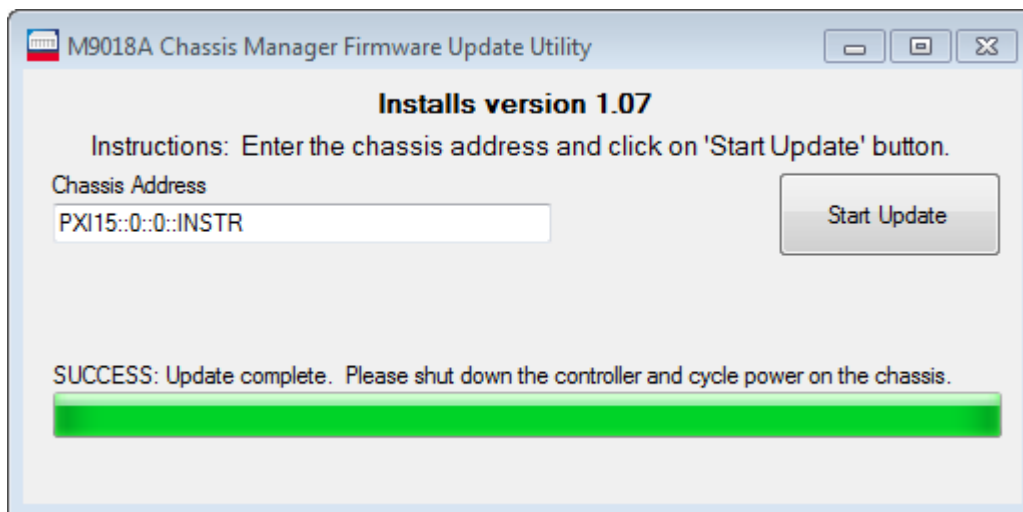 M9018A Chassis Manager Firmware Update Utility
Installs version 1.07
Instructions: Enter the chassis address and click on 'Start Update' button.
Chassis Address
PXI15::0::0::INSTR
Start Update
SUCCESS: Update complete. Please shut down the controller and cycle power on the chassis.